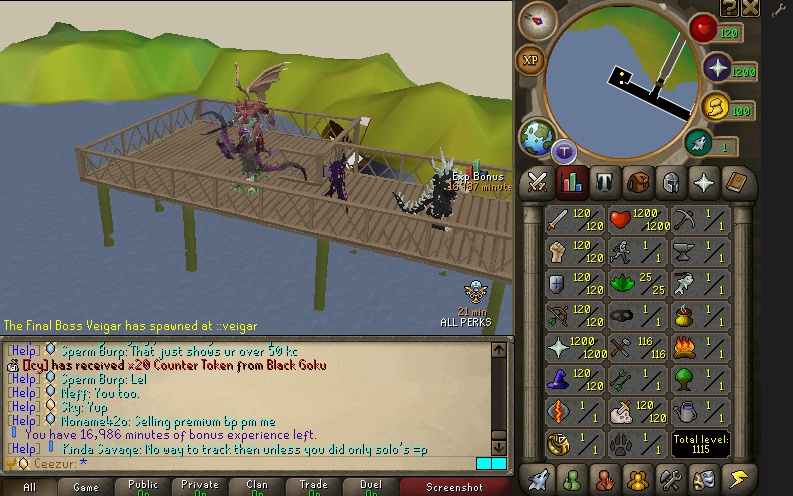 120
XP
1200
100
T
1
Exp Bonus
16,987 minute
21 min
ALL PERKS
The Final Boss Veigar has spawned at ::veigar
[Help] Sperm Burp: That just shows ur over 50 kc
[Icy] has received x20 Counter Token from Black Goku
[Help] Sperm Burp: Lel
[Help] Neff: You too.
[Help] Sky: Yup
[Help] Noname42o: Selling premium bp pm me
You have 16,986 minutes of bonus experience left.
[Help] Kinda Savage: No way to track then unless you did only solo's =p
Ceezur: *
All Game Public On Private On Clan On Trade On Duel On Screenshot
120/120 1200/1200 1/1
120/120 1/1 1/1
120/120 25/25 1/1
120/120 1/1 1/1
1200/1200 116/116 1/1
120/120 1/1 1/1
1/1 120/120 1/1
1/1 1/1 Total level:
1115